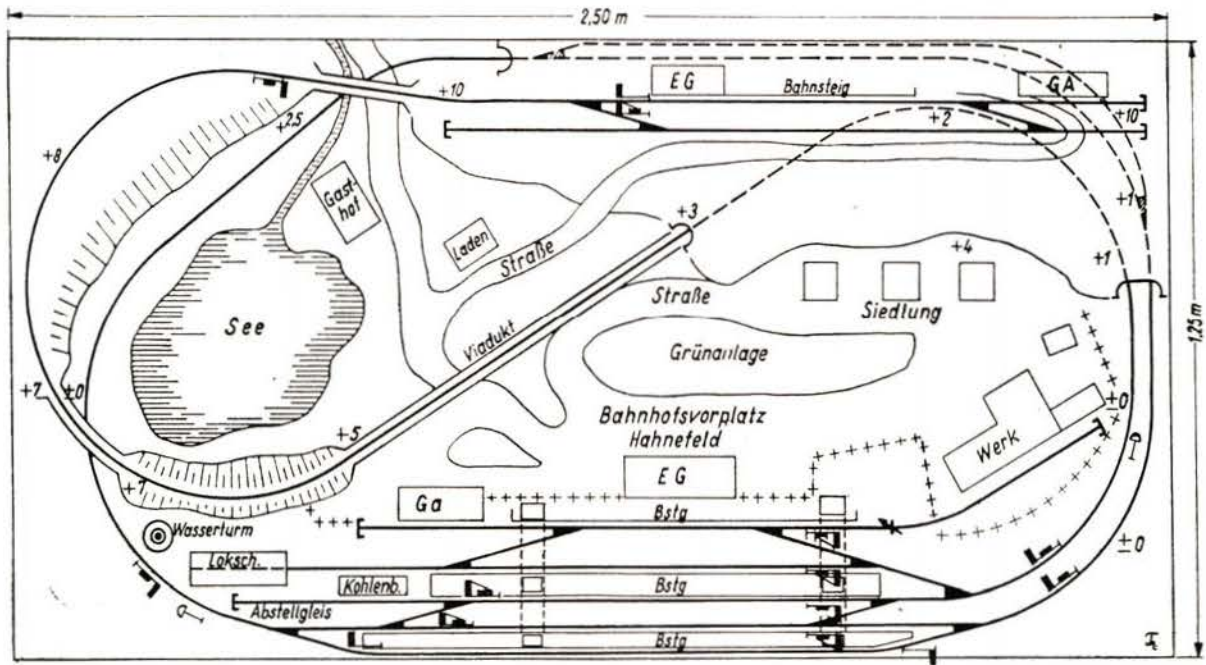 2,50 m
EG
Bahnsteig
GA
+10
+10
+2,5
+2
+8
Gast-
hof
+1
Laden
+3
Straße
+4
+1
1,25 m
Straße
Siedlung
See
Viadukt
Grünanlage
+7
±0
Bahnhofsvorplatz
Hahnefeld
±0
+5
Werk
EG
+7
Ga
Bstg
Wasserturm
±0
Loksch.
Kohlenb.
Bstg
Abstellgleis
Bstg